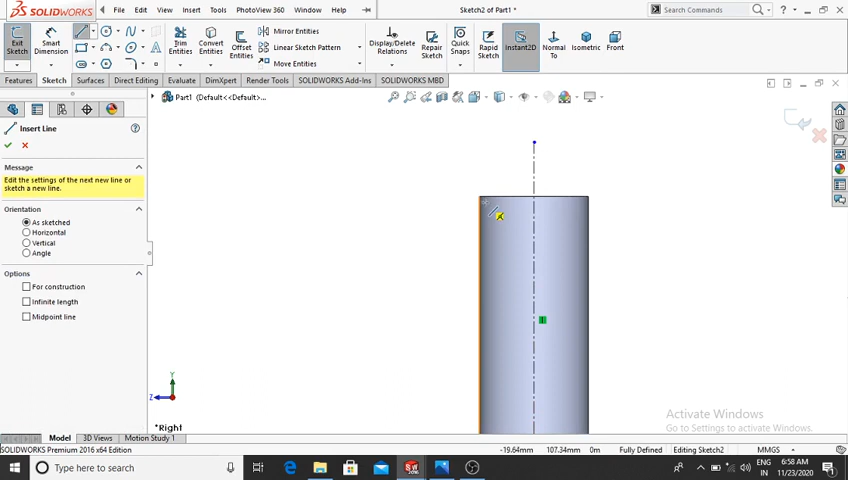 SOLIDWORKS
File Edit View Insert Tools PhotoView 360 Window Help
Sketch2 of Part1 *
Search Commands
Exit Sketch
Smart Dimension
Trim Entities
Convert Entities
Offset Entities
Mirror Entities
Linear Sketch Pattern
Move Entities
Display/Delete Relations
Repair Sketch
Quick Snaps
Rapid Sketch
Instant2D
Normal To
Isometric
Front
Features Sketch Surfaces Direct Editing Evaluate DimXpert Render Tools SOLIDWORKS Add-Ins SOLIDWORKS MBD
Part1 (Default<<Default>...
Insert Line
Message
Edit the settings of the next new line or
sketch a new line.
Orientation
As sketched
Horizontal
Vertical
Angle
Options
For construction
Infinite length
Midpoint line
Y
Z
*Right
Activate Windows
Go to Settings to activate Windows.
Model 3D Views Motion Study 1
SOLIDWORKS Premium 2016 x64 Edition
-19.64mm 107.34mm 0m Fully Defined Editing Sketch2 MMGS
Type here to search
ENG
IN
6:58 AM
11/23/2020